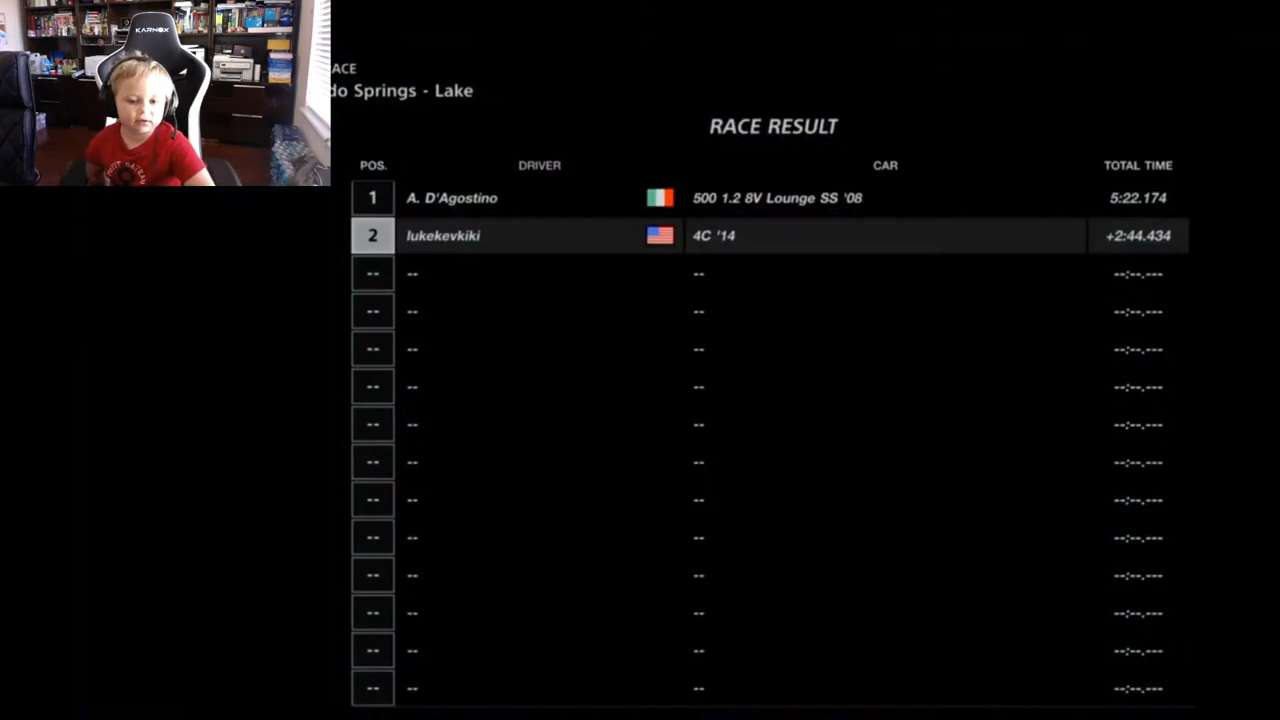 KARNOX
ACE
do Springs - Lake
RACE RESULT
POS. DRIVER CAR TOTAL TIME
1 A. D'Agostino 500 1.2 8V Lounge SS '08 5:22.174
2 lukekevkiki 4C '14 +2:44.434
-- -- -- --:--.---
-- -- -- --:--.---
-- -- -- --:--.---
-- -- -- --:--.---
-- -- -- --:--.---
-- -- -- --:--.---
-- -- -- --:--.---
-- -- -- --:--.---
-- -- -- --:--.---
-- -- -- --:--.---
-- -- -- --:--.---
-- -- -- --:--.---